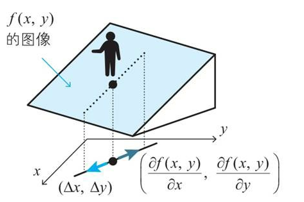 f(x, y)
的图像
y
x
(Δx, Δy)
(∂f(x, y)/∂x , ∂f(x, y)/∂y)